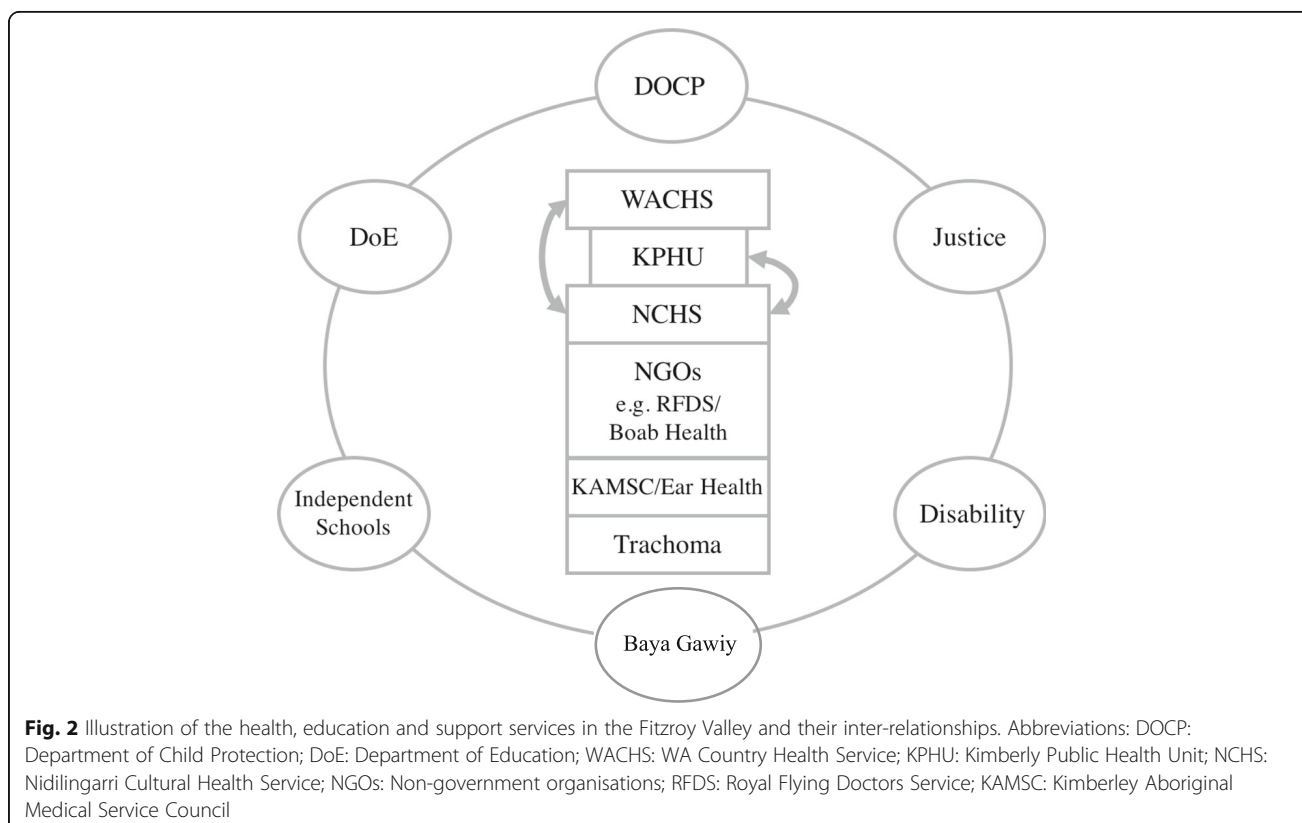 DOCP
DoE
Justice
WACHS
KPHU
NCHS
NGOs
e.g. RFDS/
Boab Health
KAMSC/Ear Health
Trachoma
Independent
Schools
Disability
Baya Gawiy
Fig. 2 Illustration of the health, education and support services in the Fitzroy Valley and their inter-relationships. Abbreviations: DOCP:
Department of Child Protection; DoE: Department of Education; WACHS: WA Country Health Service; KPHU: Kimberly Public Health Unit; NCHS:
Nidilingarri Cultural Health Service; NGOs: Non-government organisations; RFDS: Royal Flying Doctors Service; KAMSC: Kimberley Aboriginal
Medical Service Council